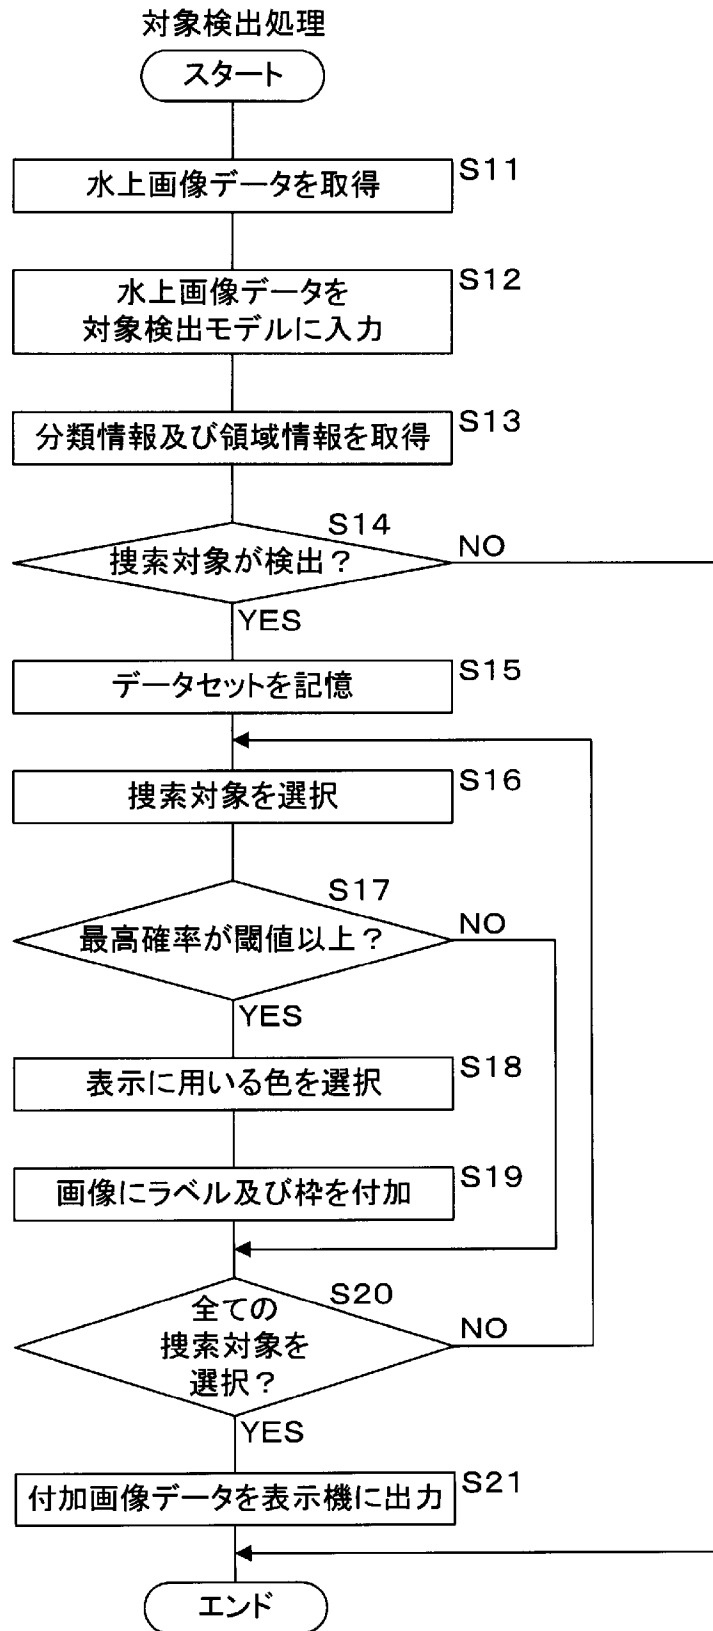 対象検出処理
スタート
水上画像データを取得
S11
水上画像データを
対象検出モデルに入力
S12
分類情報及び領域情報を取得
S13
S14
捜索対象が検出?
NO
YES
データセットを記憶
S15
捜索対象を選択
S16
S17
最高確率が閾値以上?
NO
YES
表示に用いる色を選択
S18
画像にラベル及び枠を付加
S19
S20
全ての
捜索対象を
選択?
NO
YES
付加画像データを表示機に出力
S21
エンド